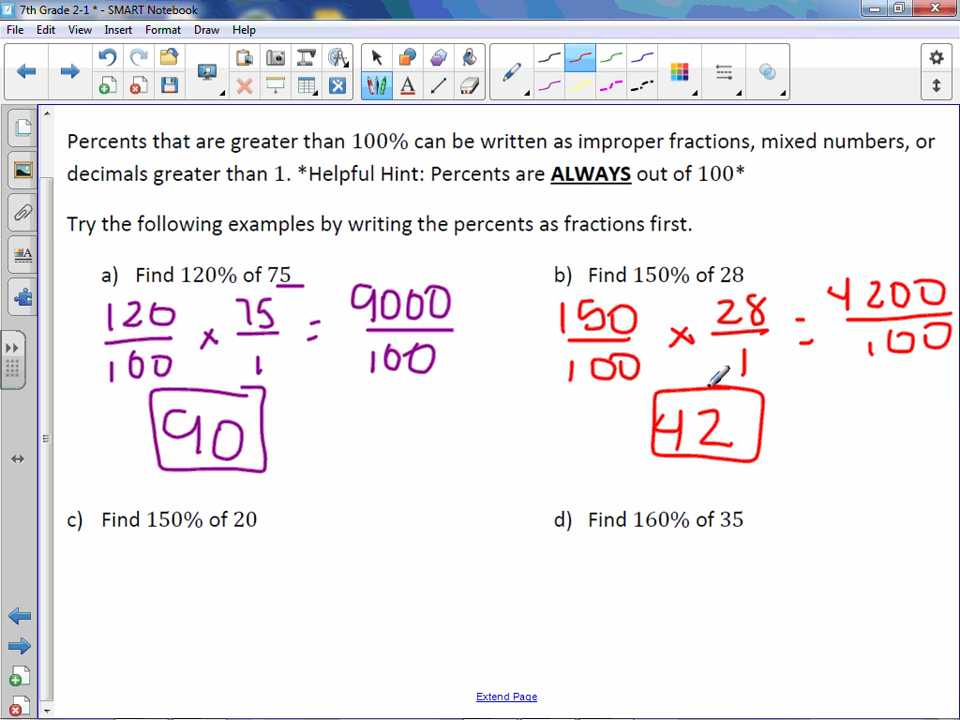 7th Grade 2-1 * - SMART Notebook
File Edit View Insert Format Draw Help
Percents that are greater than 100% can be written as improper fractions, mixed numbers, or
decimals greater than 1. *Helpful Hint: Percents are ALWAYS out of 100*
Try the following examples by writing the percents as fractions first.
a) Find 120% of 75
120/100 × 75/1 = 9000/100
90
b) Find 150% of 28
150/100 × 28/1 = 4200/100
42
c) Find 150% of 20
d) Find 160% of 35
Extend Page